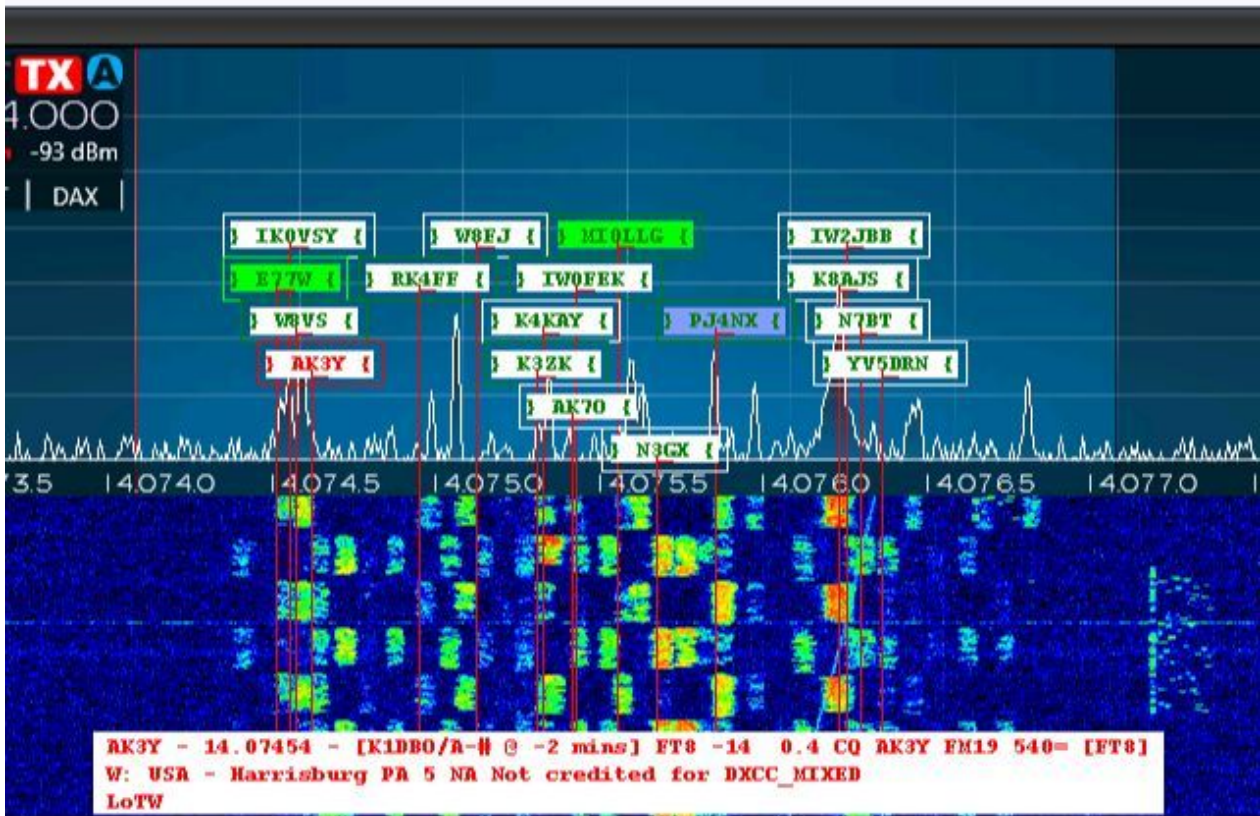 TX A
4.000
-93 dBm
DAX
} IK0VSY { } W8FJ { } MI0LLG { } IW2JBB {
} E77W { } RK4FF { } IW0FEK { } K8AJS {
} W8VS { } K4KAY { } PJ4NX { } N7BT {
} AK3Y { } K3ZK { } YV5DRN {
} AK7O {
} N3GX {
73.5 14.074.0 14.074.5 14.075.0 14.075.5 14.076.0 14.076.5 14.077.0
AK3Y - 14.07454 - [K1DBO/A-# @ -2 mins] FT8 -14 0.4 CQ AK3Y FM19 540= [FT8]
W: USA - Harrisburg PA 5 NA Not credited for DXCC_MIXED
LoTW